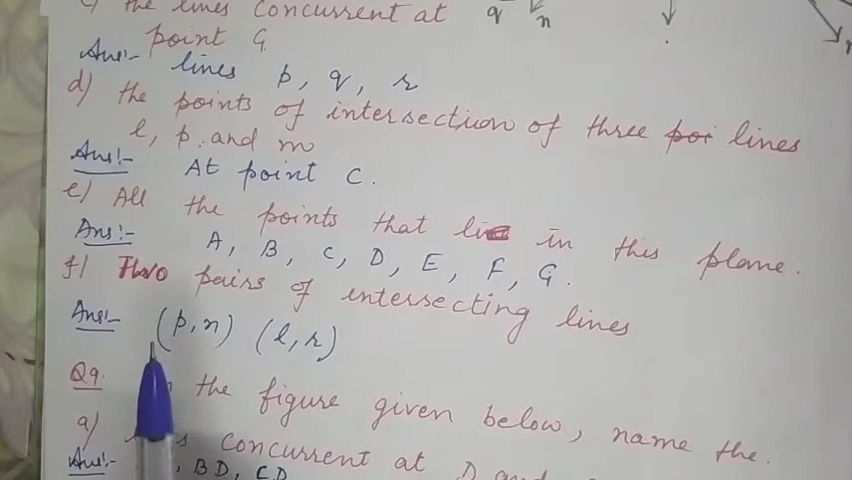 c) the lines concurrent at
point G
Ans:- lines p, q, r
d) the points of intersection of three poi lines
l, p. and m
Ans:- At point C.
e) All the points that lie in this plane.
Ans:- A, B, C, D, E, F, G.
f) Two pairs of intersecting lines
Ans:- (p, n) (l, r)
Q9. the figure given below, name the.
a) concurrent at D and
Ans:- , BD, CD
q n